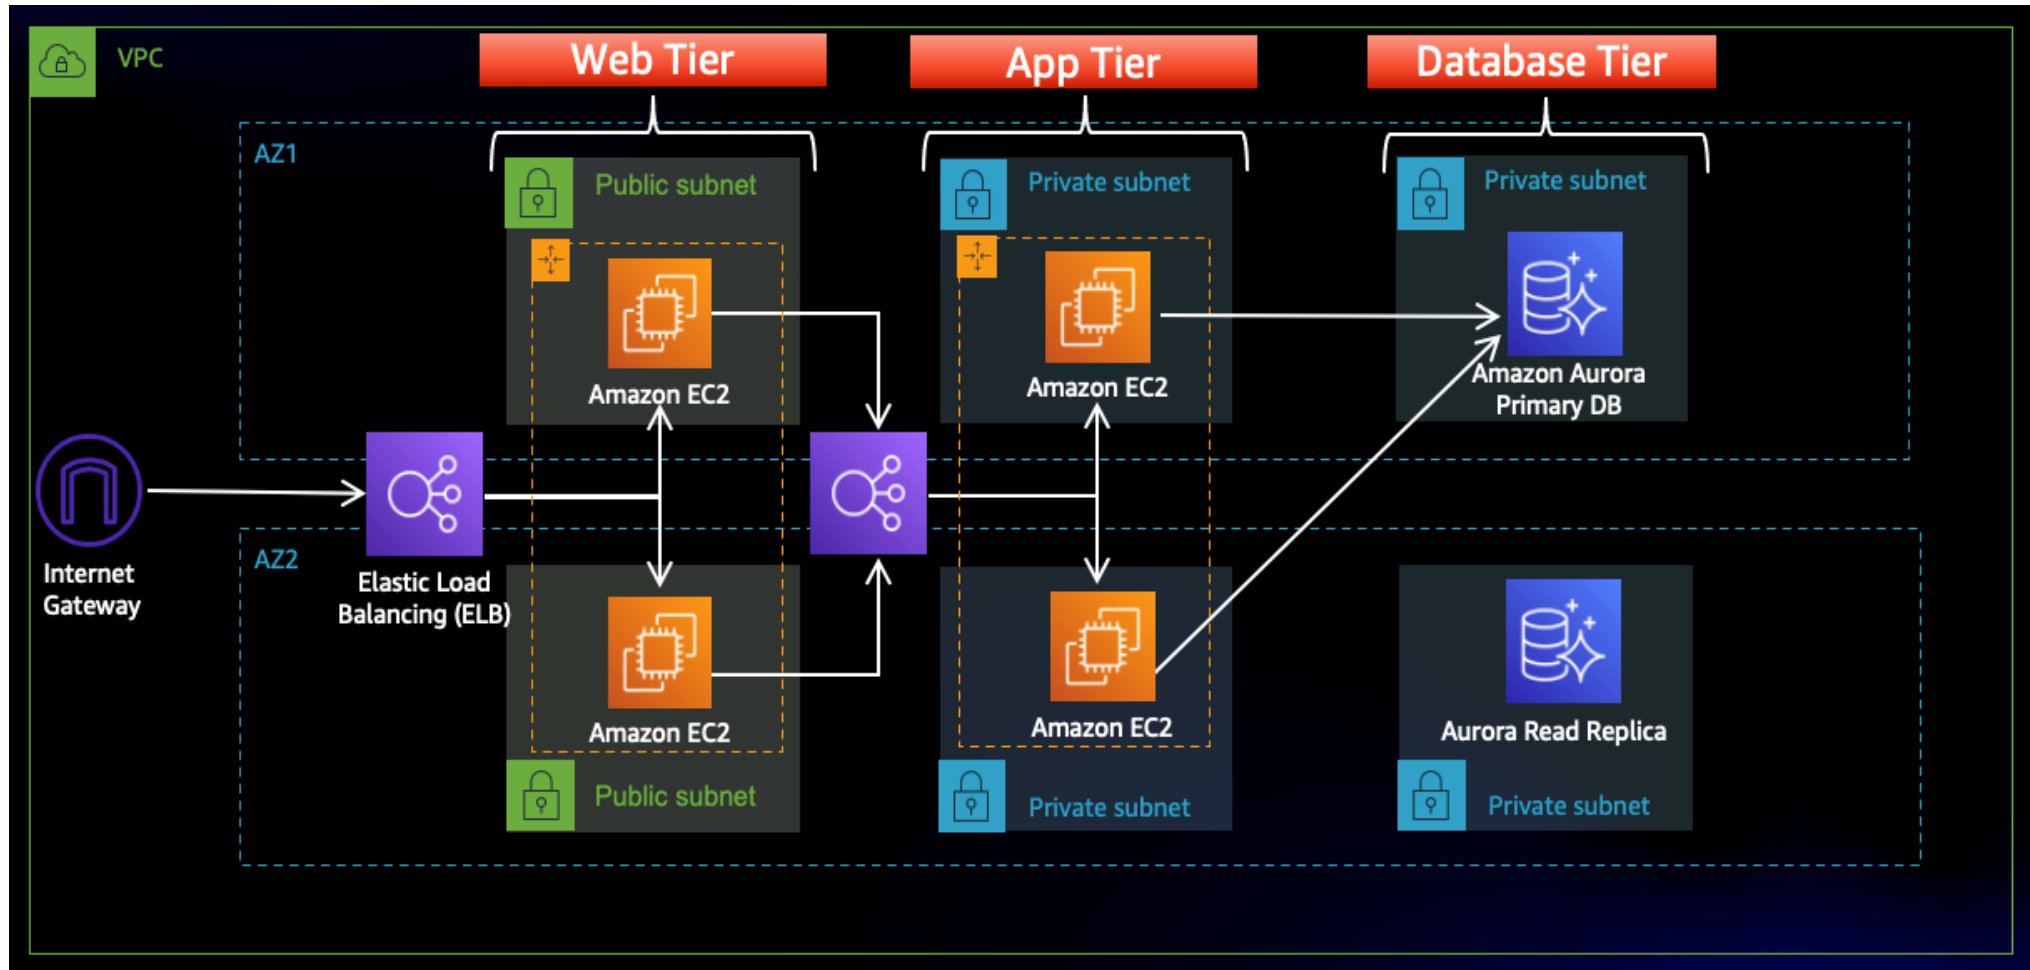 VPC
Web Tier
App Tier
Database Tier
AZ1
Public subnet
Private subnet
Private subnet
Amazon EC2
Amazon EC2
Amazon Aurora
Primary DB
Internet
Gateway
Elastic Load
Balancing (ELB)
AZ2
Amazon EC2
Amazon EC2
Aurora Read Replica
Public subnet
Private subnet
Private subnet